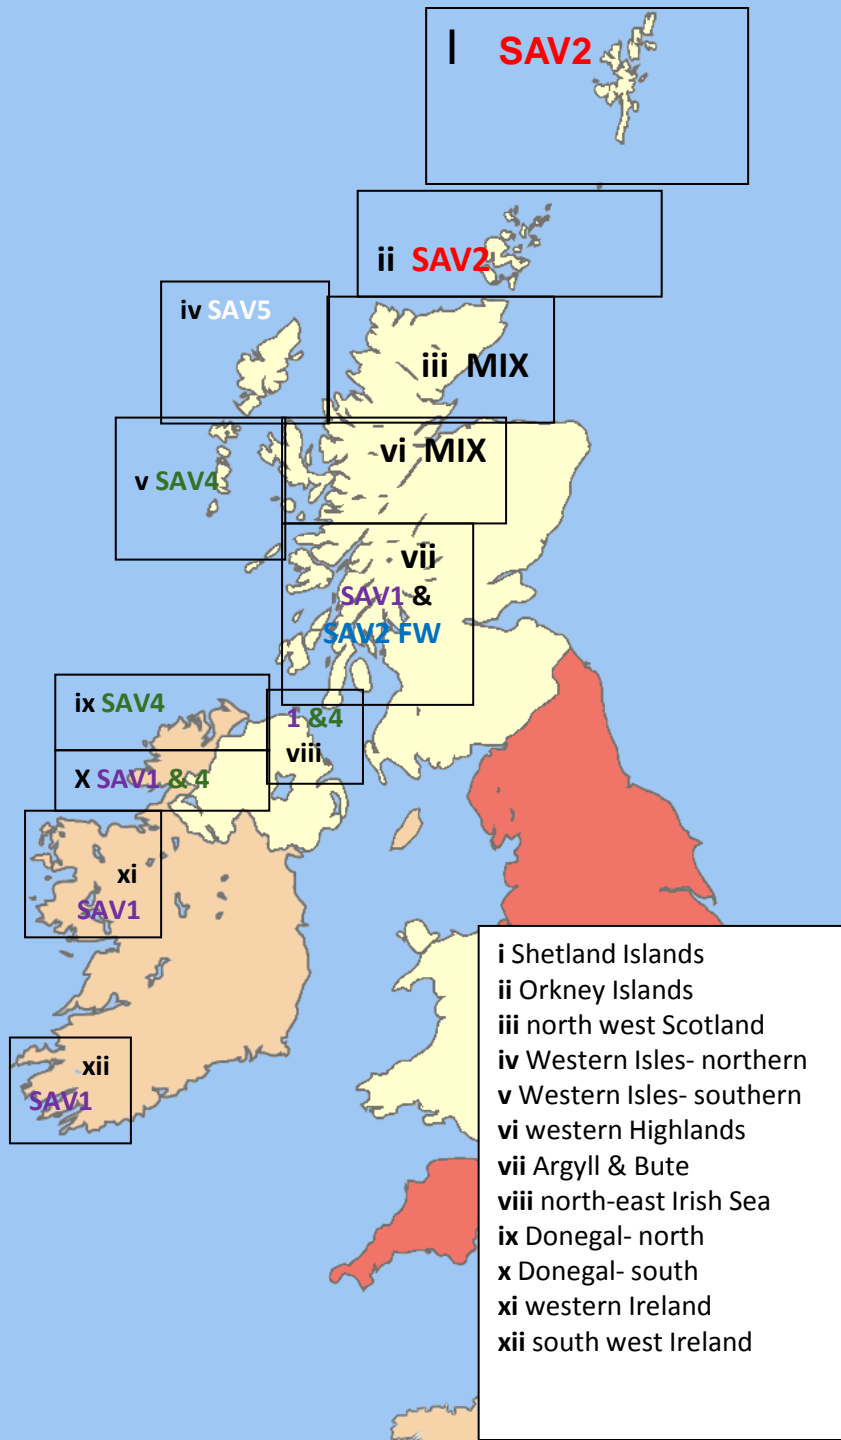 I SAV2
ii SAV2
iv SAV5
iii MIX
vi MIX
v SAV4
vii
SAV1 &
SAV2 FW
ix SAV4
1 &4
viii
X SAV1 & 4
xi
SAV1
xii
SAV1
i Shetland Islands
ii Orkney Islands
iii north west Scotland
iv Western Isles- northern
v Western Isles- southern
vi western Highlands
vii Argyll & Bute
viii north-east Irish Sea
ix Donegal- north
x Donegal- south
xi western Ireland
xii south west Ireland